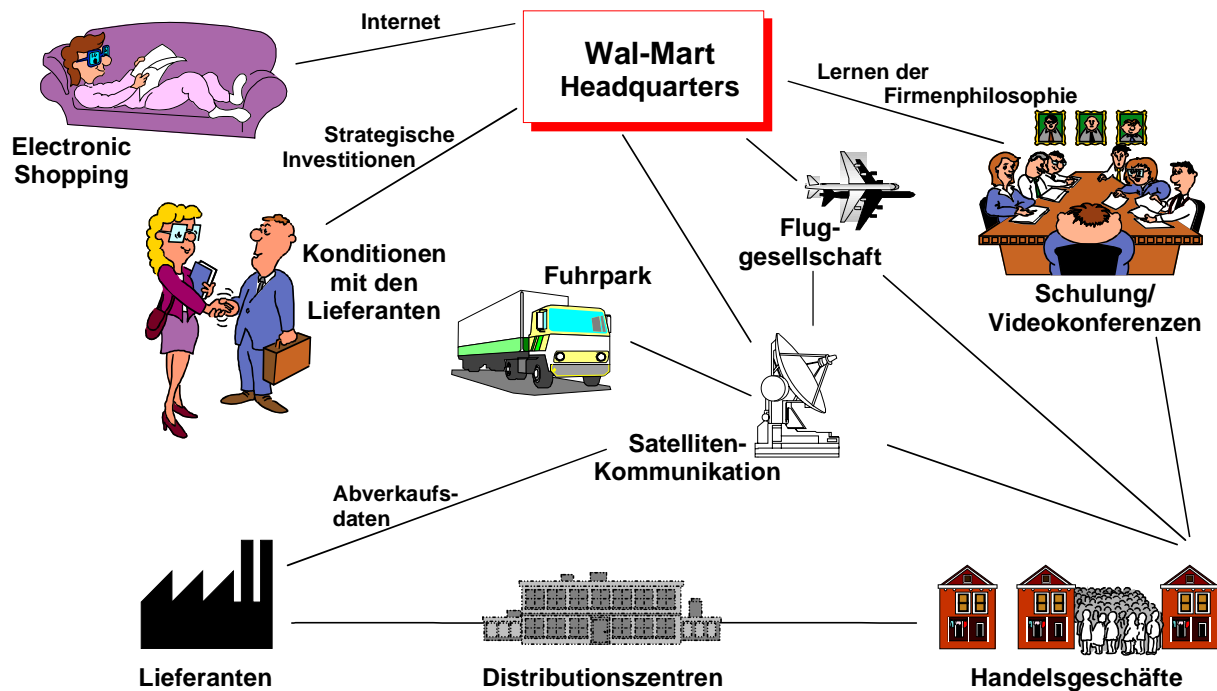 Internet
Wal-Mart
Headquarters
Lernen der
Firmenphilosophie
Electronic
Shopping
Strategische
Investitionen
Konditionen
mit den
Lieferanten
Fuhrpark
Flug-
gesellschaft
Schulung/
Videokonferenzen
Satelliten-
Kommunikation
Abverkaufs-
daten
Lieferanten
Distributionszentren
Handelsgeschäfte